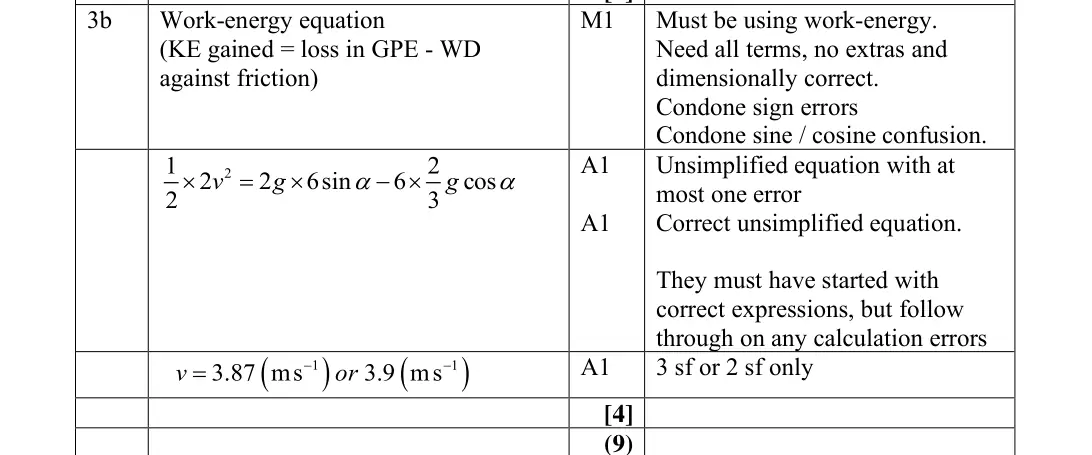 3b Work-energy equation M1 Must be using work-energy.
(KE gained = loss in GPE - WD Need all terms, no extras and
against friction) dimensionally correct.
Condone sign errors
Condone sine / cosine confusion.
1/2 × 2v² = 2g × 6 sin α − 6 × 2/3 g cos α A1 Unsimplified equation with at
most one error
A1 Correct unsimplified equation.
They must have started with
correct expressions, but follow
through on any calculation errors
v = 3.87 (m s⁻¹) or 3.9 (m s⁻¹) A1 3 sf or 2 sf only
[4]
(9)